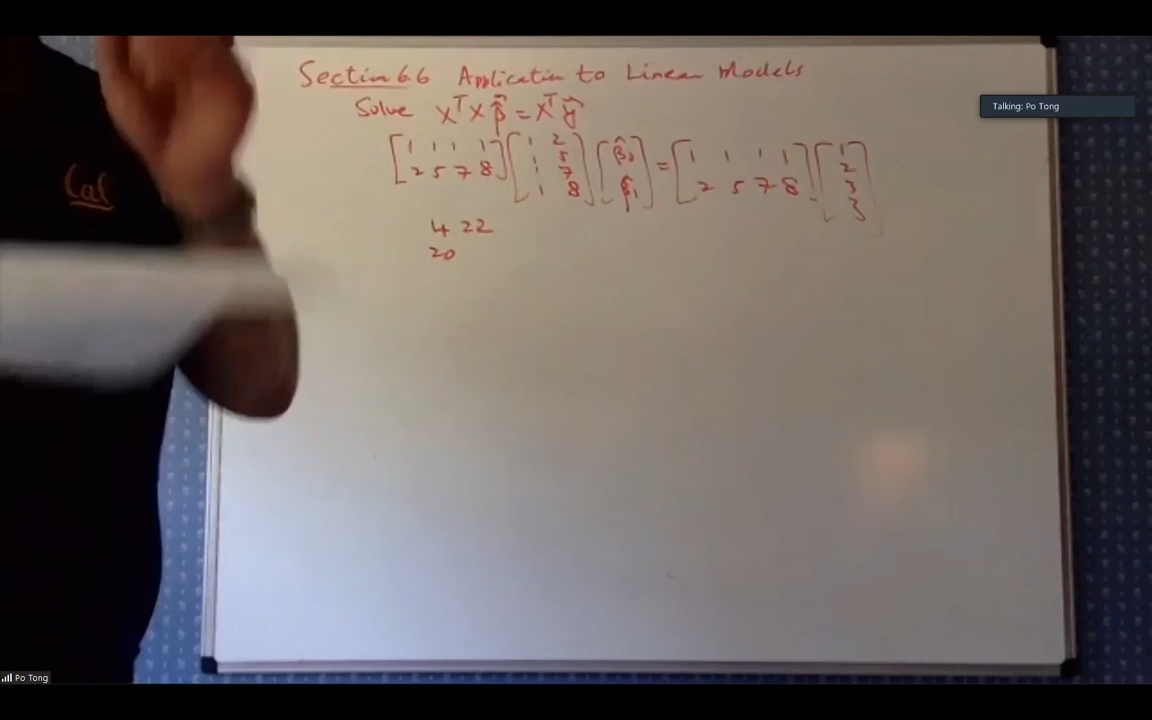 Section 6.6 Application to Linear Models
Solve XᵀX β̂ = Xᵀ ŷ
[1 1 1 1; 2 5 7 8] [1 2; 1 5; 1 7; 1 8] [β̂₀; β̂₁] = [1 1 1 1; 2 5 7 8] [1; 2; 3; 3]
4 22
20
Cal
Talking: Po Tong
Po Tong